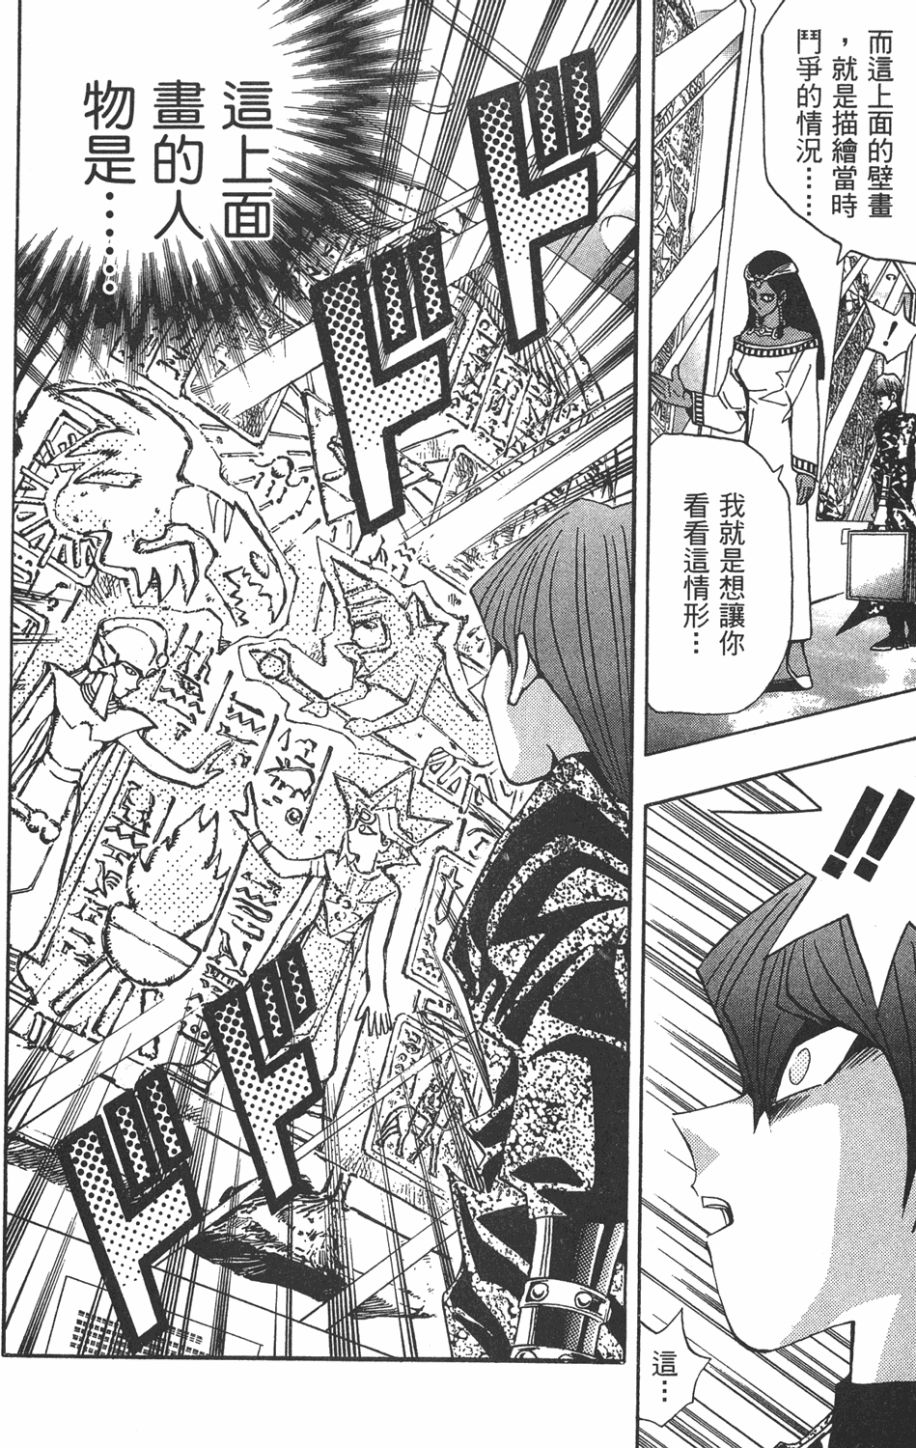 而這上面的壁畫
，就是描繪當時
鬥爭的情況……
！
我就是想讓你
看看這情形…
!!
這…
這上面
畫的人
物是……
ドドド
ドドド